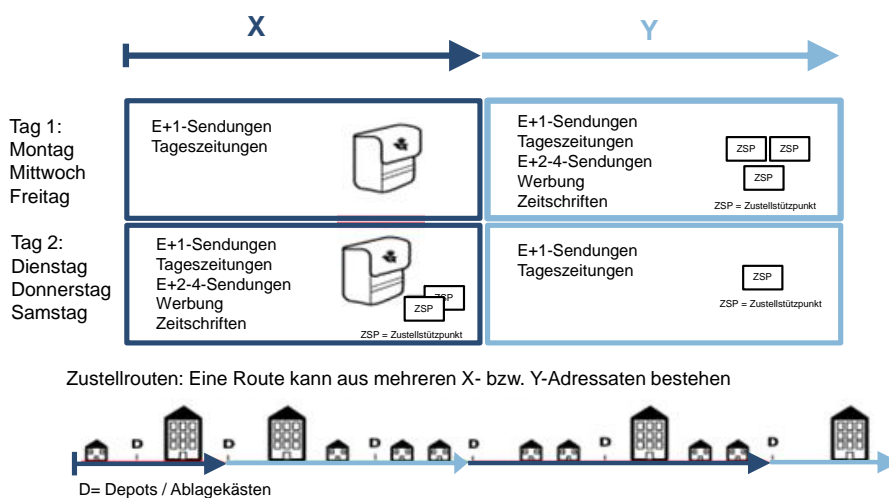 X
Y
Tag 1:
Montag
Mittwoch
Freitag
E+1-Sendungen
Tageszeitungen
E+1-Sendungen
Tageszeitungen
E+2-4-Sendungen
Werbung
Zeitschriften
ZSP
ZSP
ZSP
ZSP = Zustellstützpunkt
Tag 2:
Dienstag
Donnerstag
Samstag
E+1-Sendungen
Tageszeitungen
E+2-4-Sendungen
Werbung
Zeitschriften
ZSP
ZSP
ZSP = Zustellstützpunkt
E+1-Sendungen
Tageszeitungen
ZSP
ZSP = Zustellstützpunkt
Zustellrouten: Eine Route kann aus mehreren X- bzw. Y-Adressaten bestehen
D D D D D D
D= Depots / Ablagekästen